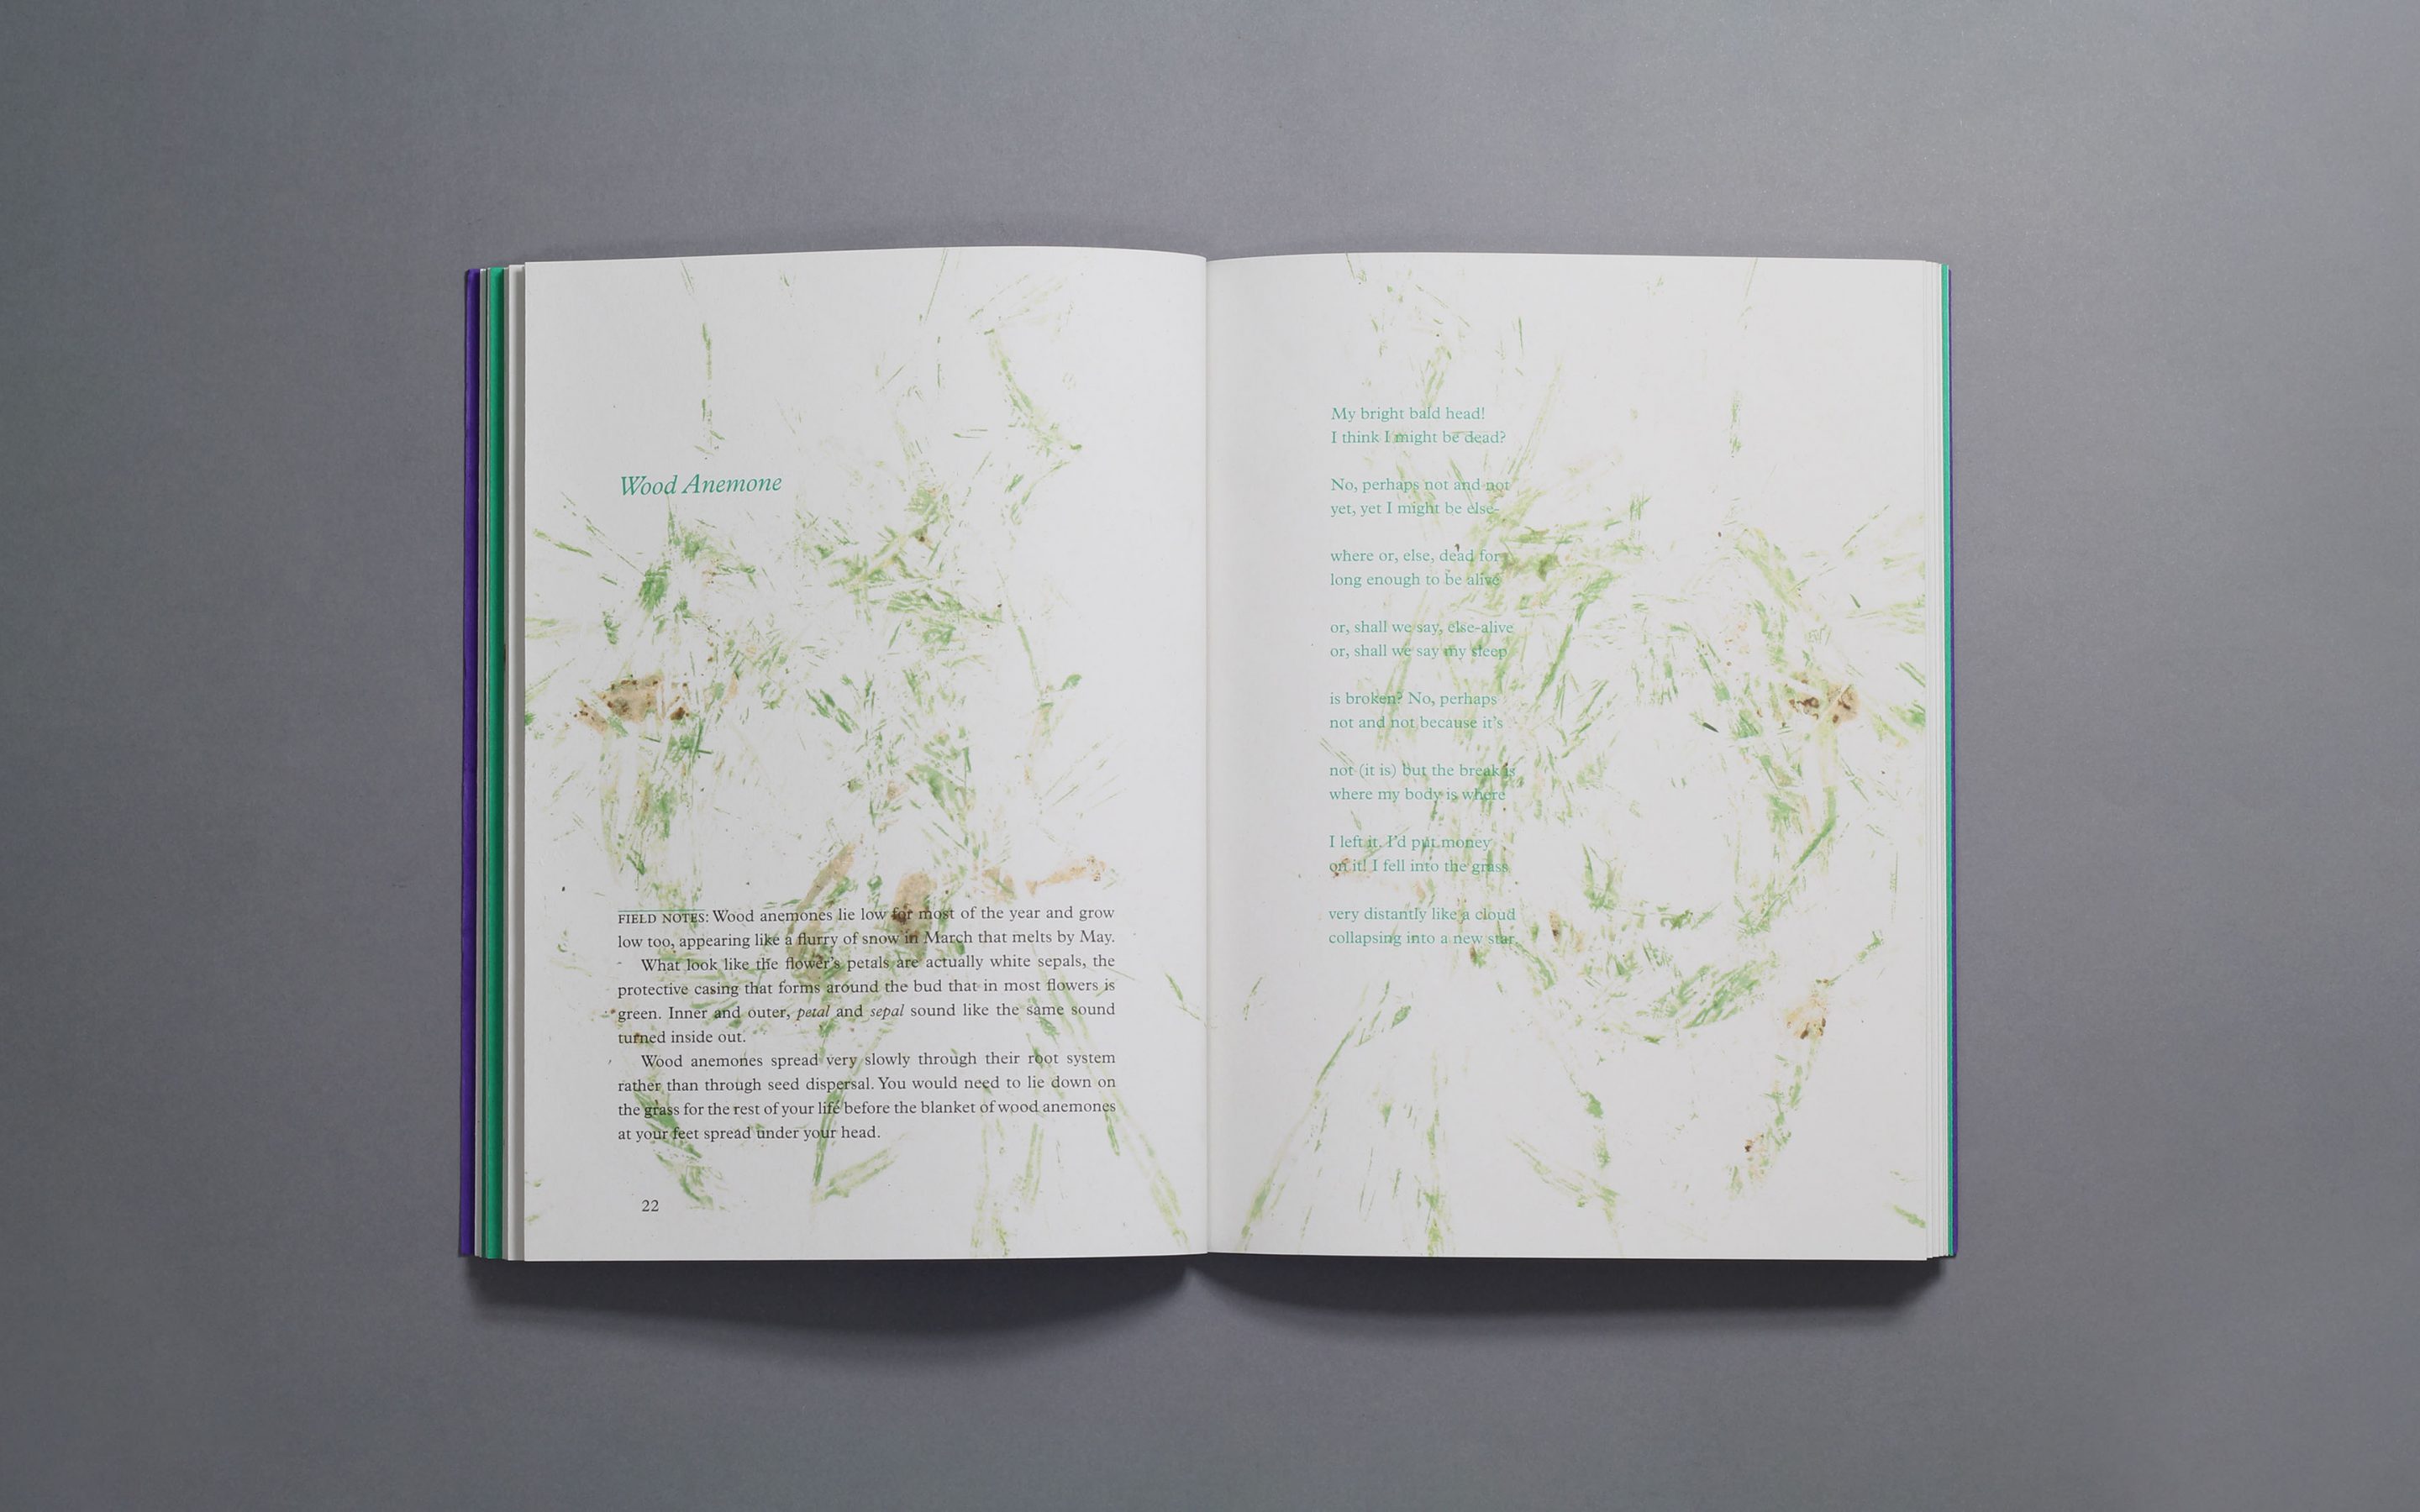 Wood Anemone
FIELD NOTES: Wood anemones lie low for most of the year and grow
low too, appearing like a flurry of snow in March that melts by May.
What look like the flower's petals are actually white sepals, the
protective casing that forms around the bud that in most flowers is
green. Inner and outer, petal and sepal sound like the same sound
turned inside out.
Wood anemones spread very slowly through their root system
rather than through seed dispersal. You would need to lie down on
the grass for the rest of your life before the blanket of wood anemones
at your feet spread under your head.
22
My bright bald head!
I think I might be dead?
No, perhaps not and not
yet, yet I might be else-
where or, else, dead for
long enough to be alive
or, shall we say, else-alive
or, shall we say my sleep
is broken? No, perhaps
not and not because it's
not (it is) but the break is
where my body is where
I left it. I'd put money
on it! I fell into the grass
very distantly like a cloud
collapsing into a new star.